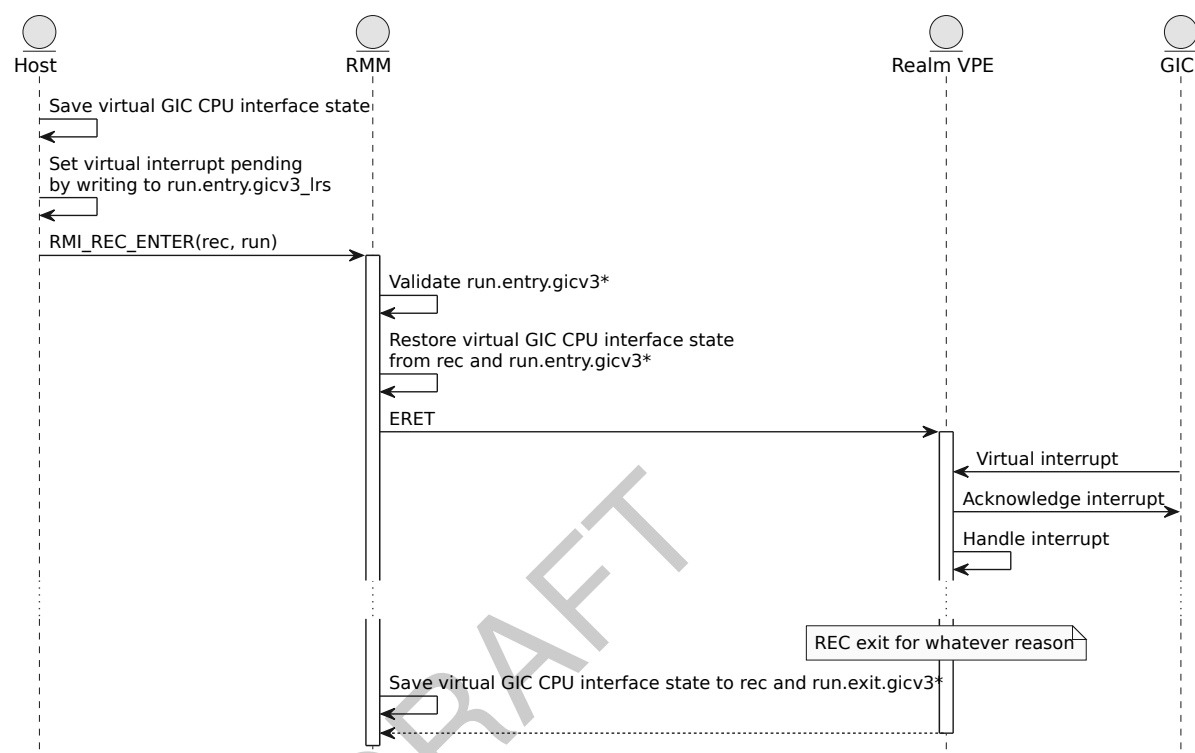 Host
RMM
Realm VPE
GIC
Save virtual GIC CPU interface state
Set virtual interrupt pending
by writing to run.entry.gicv3_lrs
RMI_REC_ENTER(rec, run)
Validate run.entry.gicv3*
Restore virtual GIC CPU interface state
from rec and run.entry.gicv3*
ERET
Virtual interrupt
Acknowledge interrupt
Handle interrupt
REC exit for whatever reason
Save virtual GIC CPU interface state to rec and run.exit.gicv3*
DRAFT